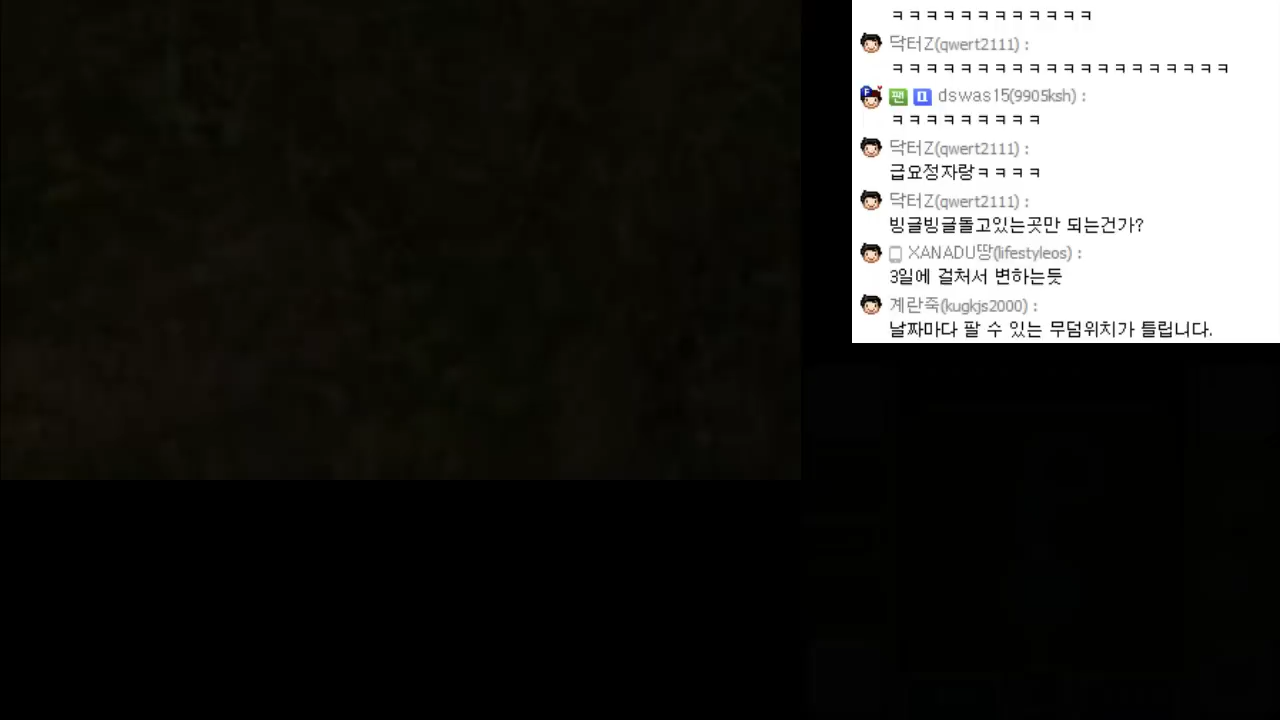 ㅋㅋㅋㅋㅋㅋㅋㅋㅋㅋㅋㅋ
닥터Z(qwert2111) :
ㅋㅋㅋㅋㅋㅋㅋㅋㅋㅋㅋㅋㅋㅋㅋㅋㅋㅋㅋㅋ
팬 dswas15(9905ksh) :
ㅋㅋㅋㅋㅋㅋㅋㅋㅋ
닥터Z(qwert2111) :
급요정자랑ㅋㅋㅋㅋ
닥터Z(qwert2111) :
빙글빙글돌고있는곳만 되는건가?
XANADU땅(lifestyleos) :
3일에 걸처서 변하는듯
계란죽(kugkjs2000) :
날짜마다 팔 수 있는 무덤위치가 틀립니다.